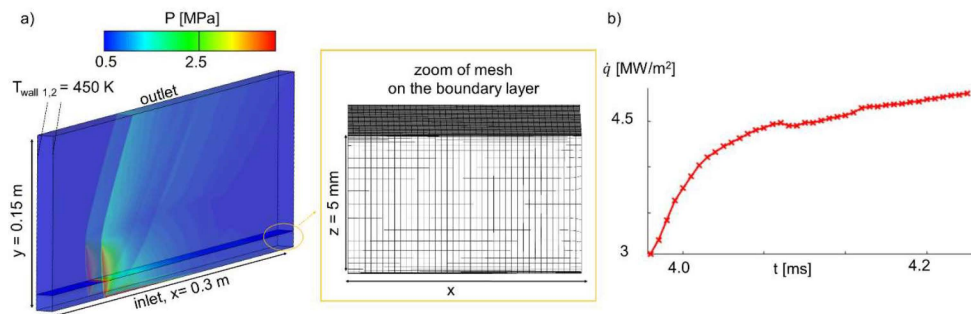 a)
P [MPa]
0.5
2.5
T_wall 1,2 = 450 K
outlet
y = 0.15 m
inlet, x= 0.3 m
zoom of mesh
on the boundary layer
z = 5 mm
x
b)
q̇ [MW/m²]
4.5
3
4.0
t [ms]
4.2